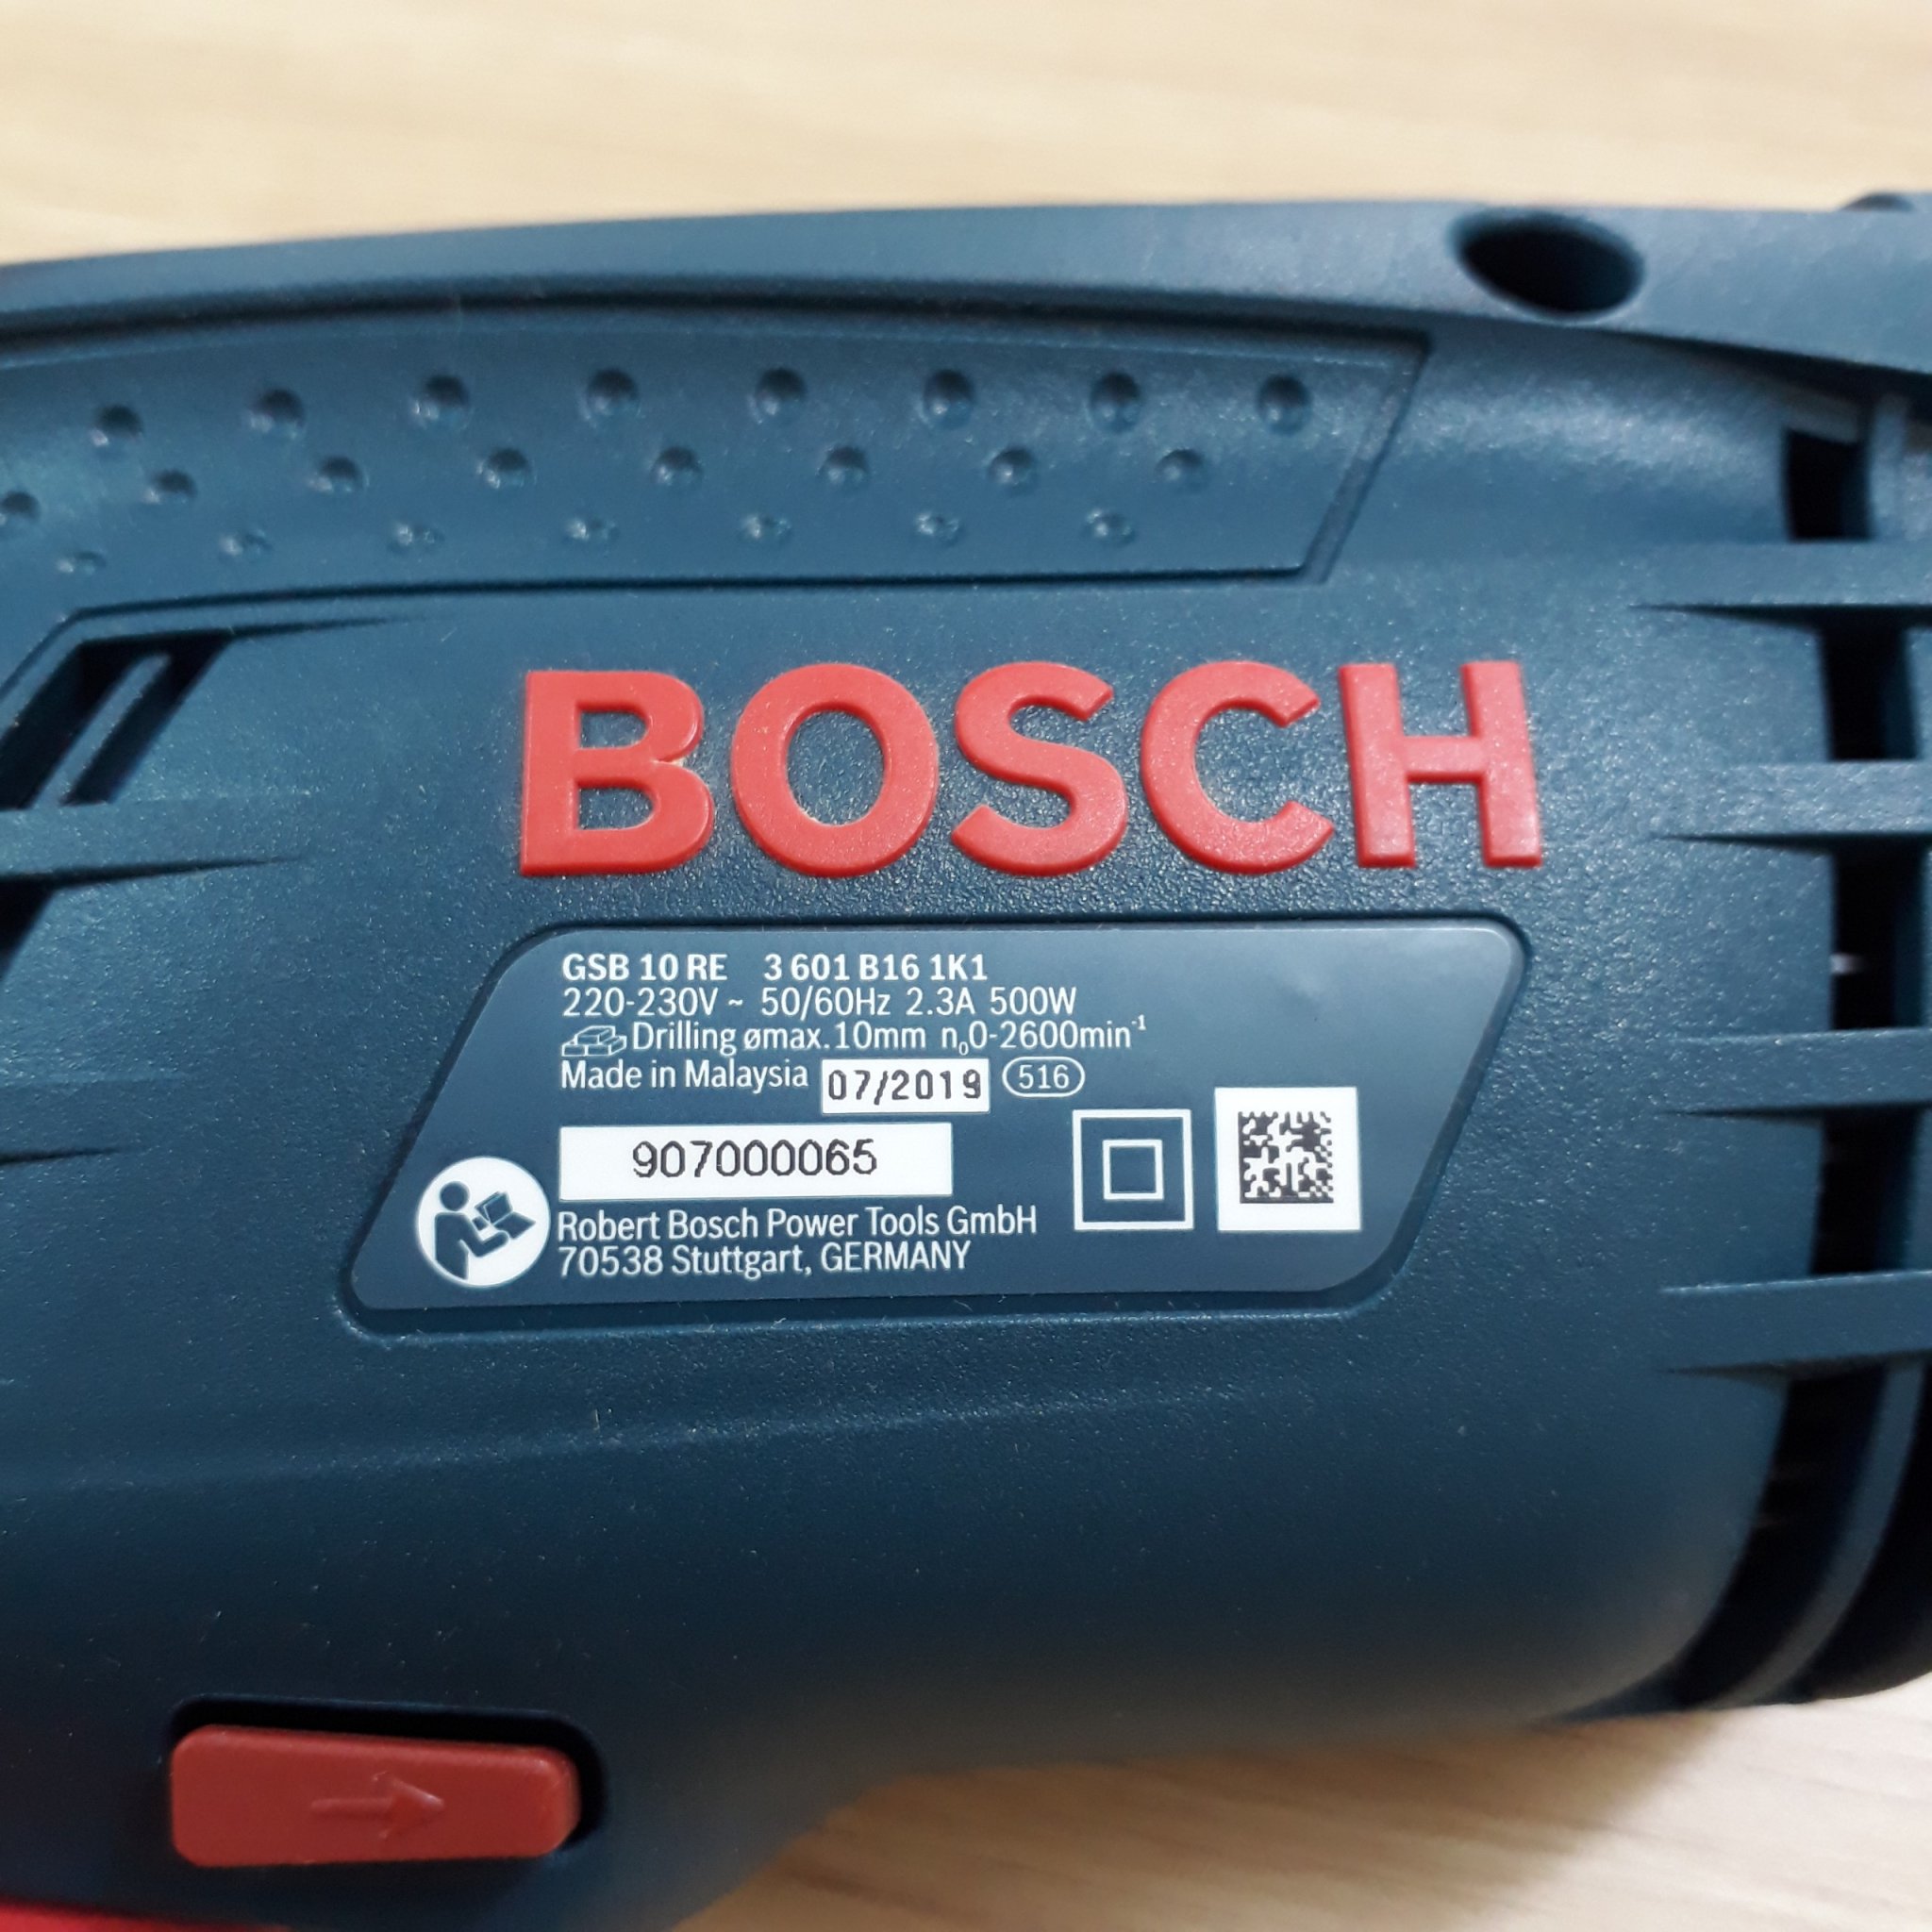 BOSCH
GSB 10 RE 3 601 B16 1K1
220-230V ~ 50/60Hz 2.3A 500W
Drilling ømax.10mm n₀0-2600min⁻¹
Made in Malaysia 07/2019 516
907000065
Robert Bosch Power Tools GmbH
70538 Stuttgart, GERMANY